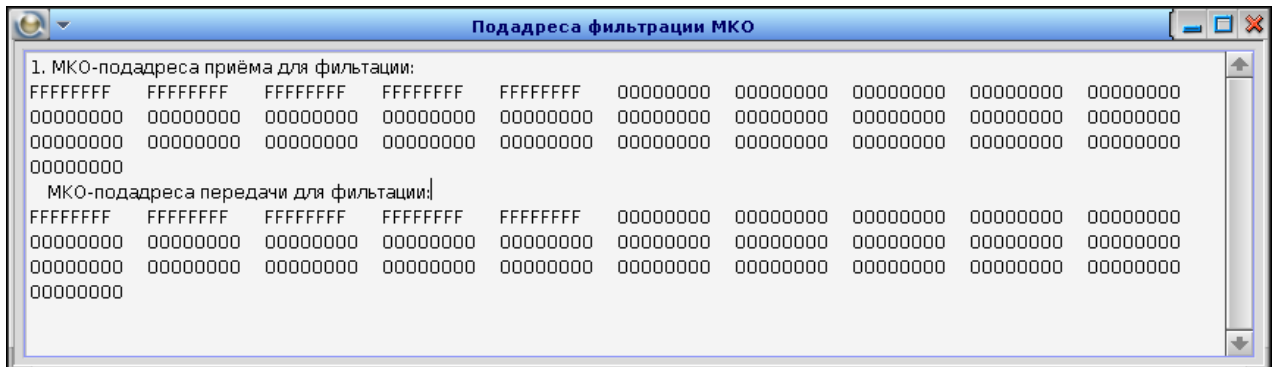 Подадреса фильтрации МКО
1. МКО-подадреса приёма для фильтации:
FFFFFFFF FFFFFFFF FFFFFFFF FFFFFFFF FFFFFFFF 00000000 00000000 00000000 00000000 00000000
00000000 00000000 00000000 00000000 00000000 00000000 00000000 00000000 00000000 00000000
00000000 00000000 00000000 00000000 00000000 00000000 00000000 00000000 00000000 00000000
00000000
МКО-подадреса передачи для фильтации:
FFFFFFFF FFFFFFFF FFFFFFFF FFFFFFFF FFFFFFFF 00000000 00000000 00000000 00000000 00000000
00000000 00000000 00000000 00000000 00000000 00000000 00000000 00000000 00000000 00000000
00000000 00000000 00000000 00000000 00000000 00000000 00000000 00000000 00000000 00000000
00000000